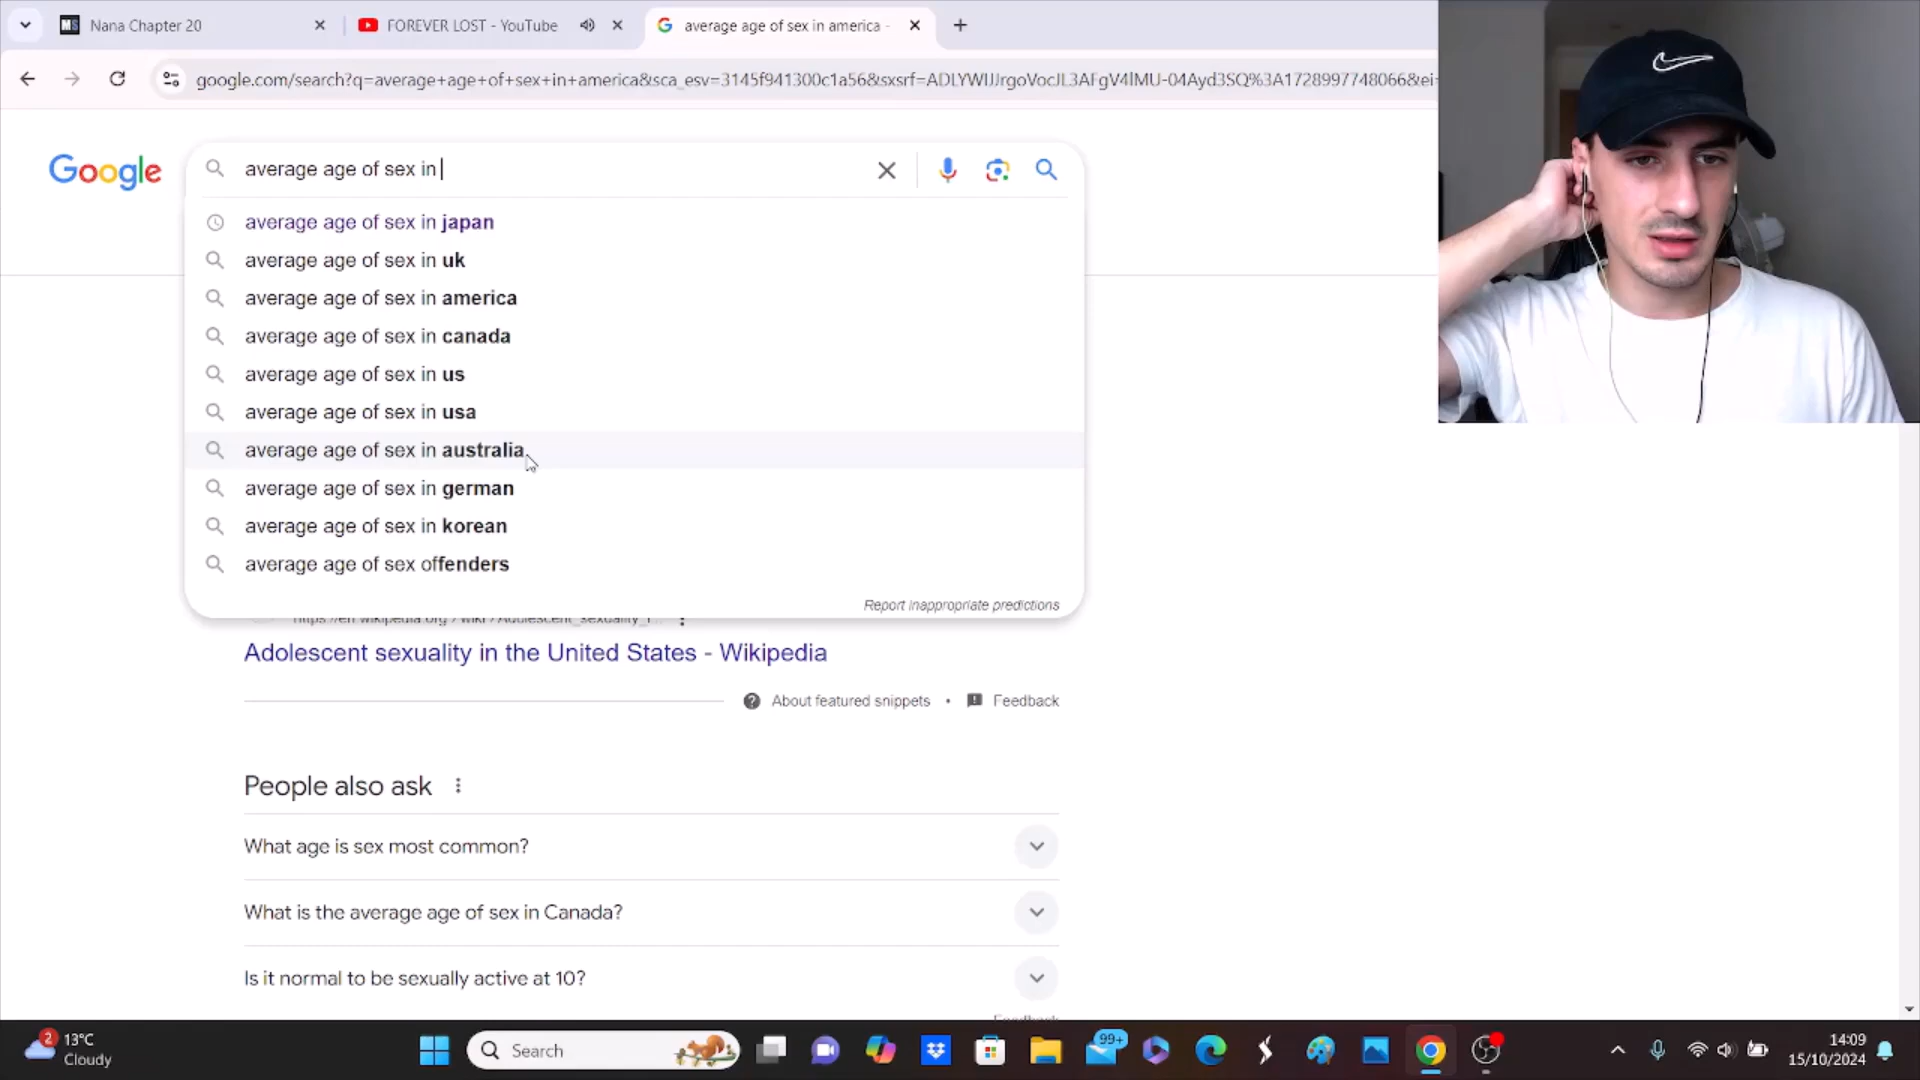 Nana Chapter 20
FOREVER LOST - YouTube
average age of sex in america -
google.com/search?q=average+age+of+sex+in+america&sca_esv=3145f941300c1a56&sxsrf=ADLYWIJJrgoVocJL3AFgV4lMU-04Ayd3SQ%3A1728997748066&ei=
Google
average age of sex in
average age of sex in japan
average age of sex in uk
average age of sex in america
average age of sex in canada
average age of sex in us
average age of sex in usa
average age of sex in australia
average age of sex in german
average age of sex in korean
average age of sex offenders
Report inappropriate predictions
Adolescent sexuality in the United States - Wikipedia
About featured snippets • Feedback
People also ask
What age is sex most common?
What is the average age of sex in Canada?
Is it normal to be sexually active at 10?
2
13°C
Cloudy
Search
99+
14:09
15/10/2024